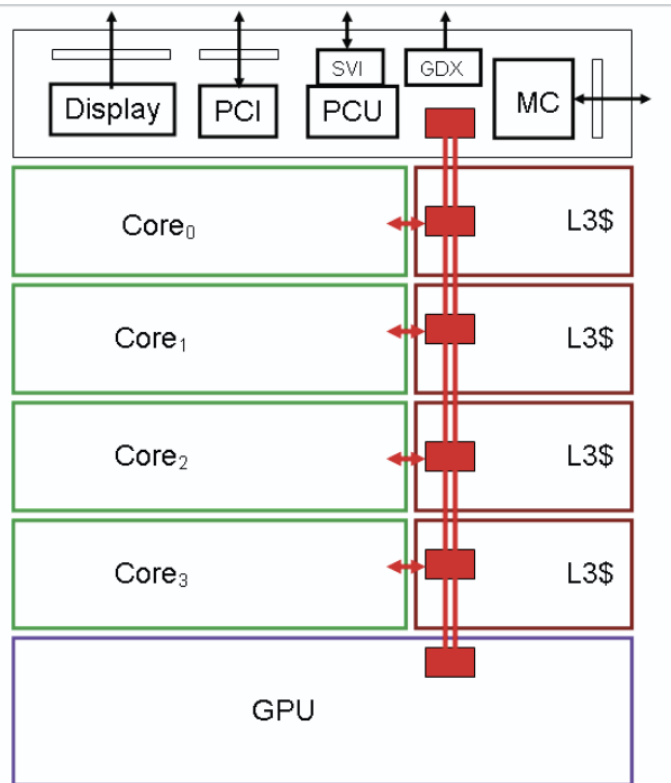 SVI
GDX
Display
PCI
PCU
MC
Core₀
L3$
Core₁
L3$
Core₂
L3$
Core₃
L3$
GPU